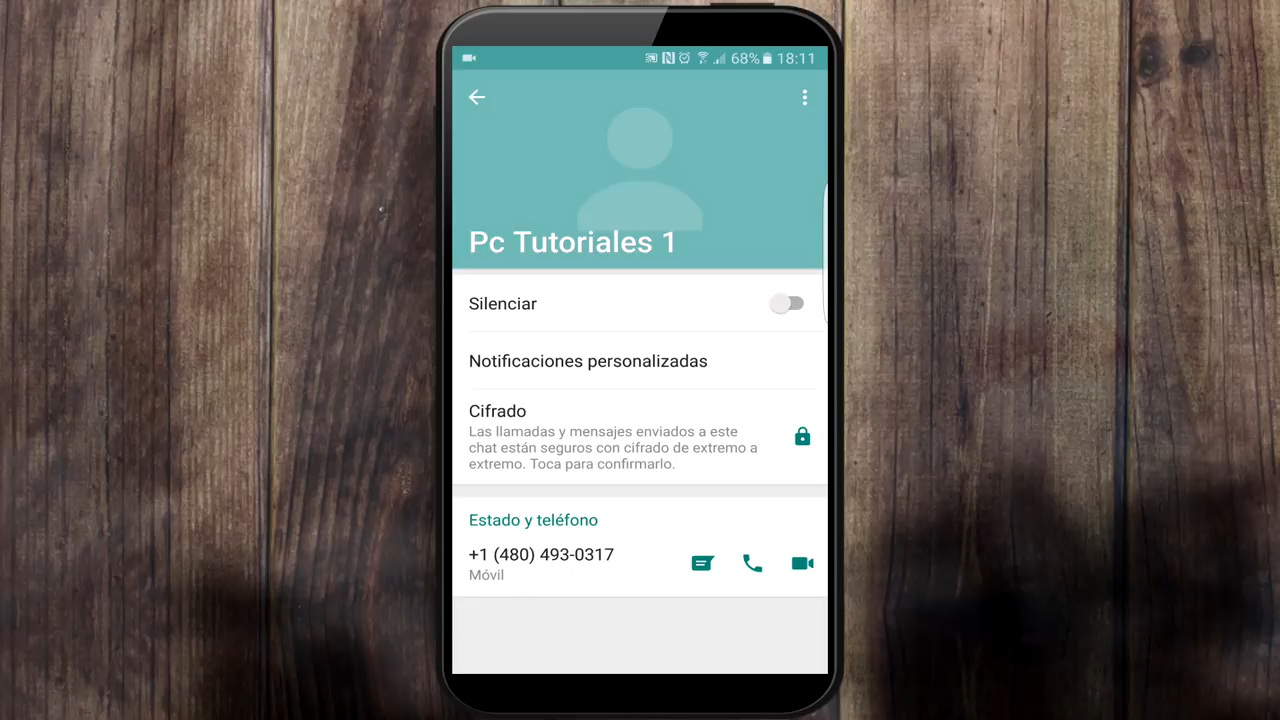 68% 18:11
Pc Tutoriales 1
Silenciar
Notificaciones personalizadas
Cifrado
Las llamadas y mensajes enviados a este
chat están seguros con cifrado de extremo a
extremo. Toca para confirmarlo.
Estado y teléfono
+1 (480) 493-0317
Móvil